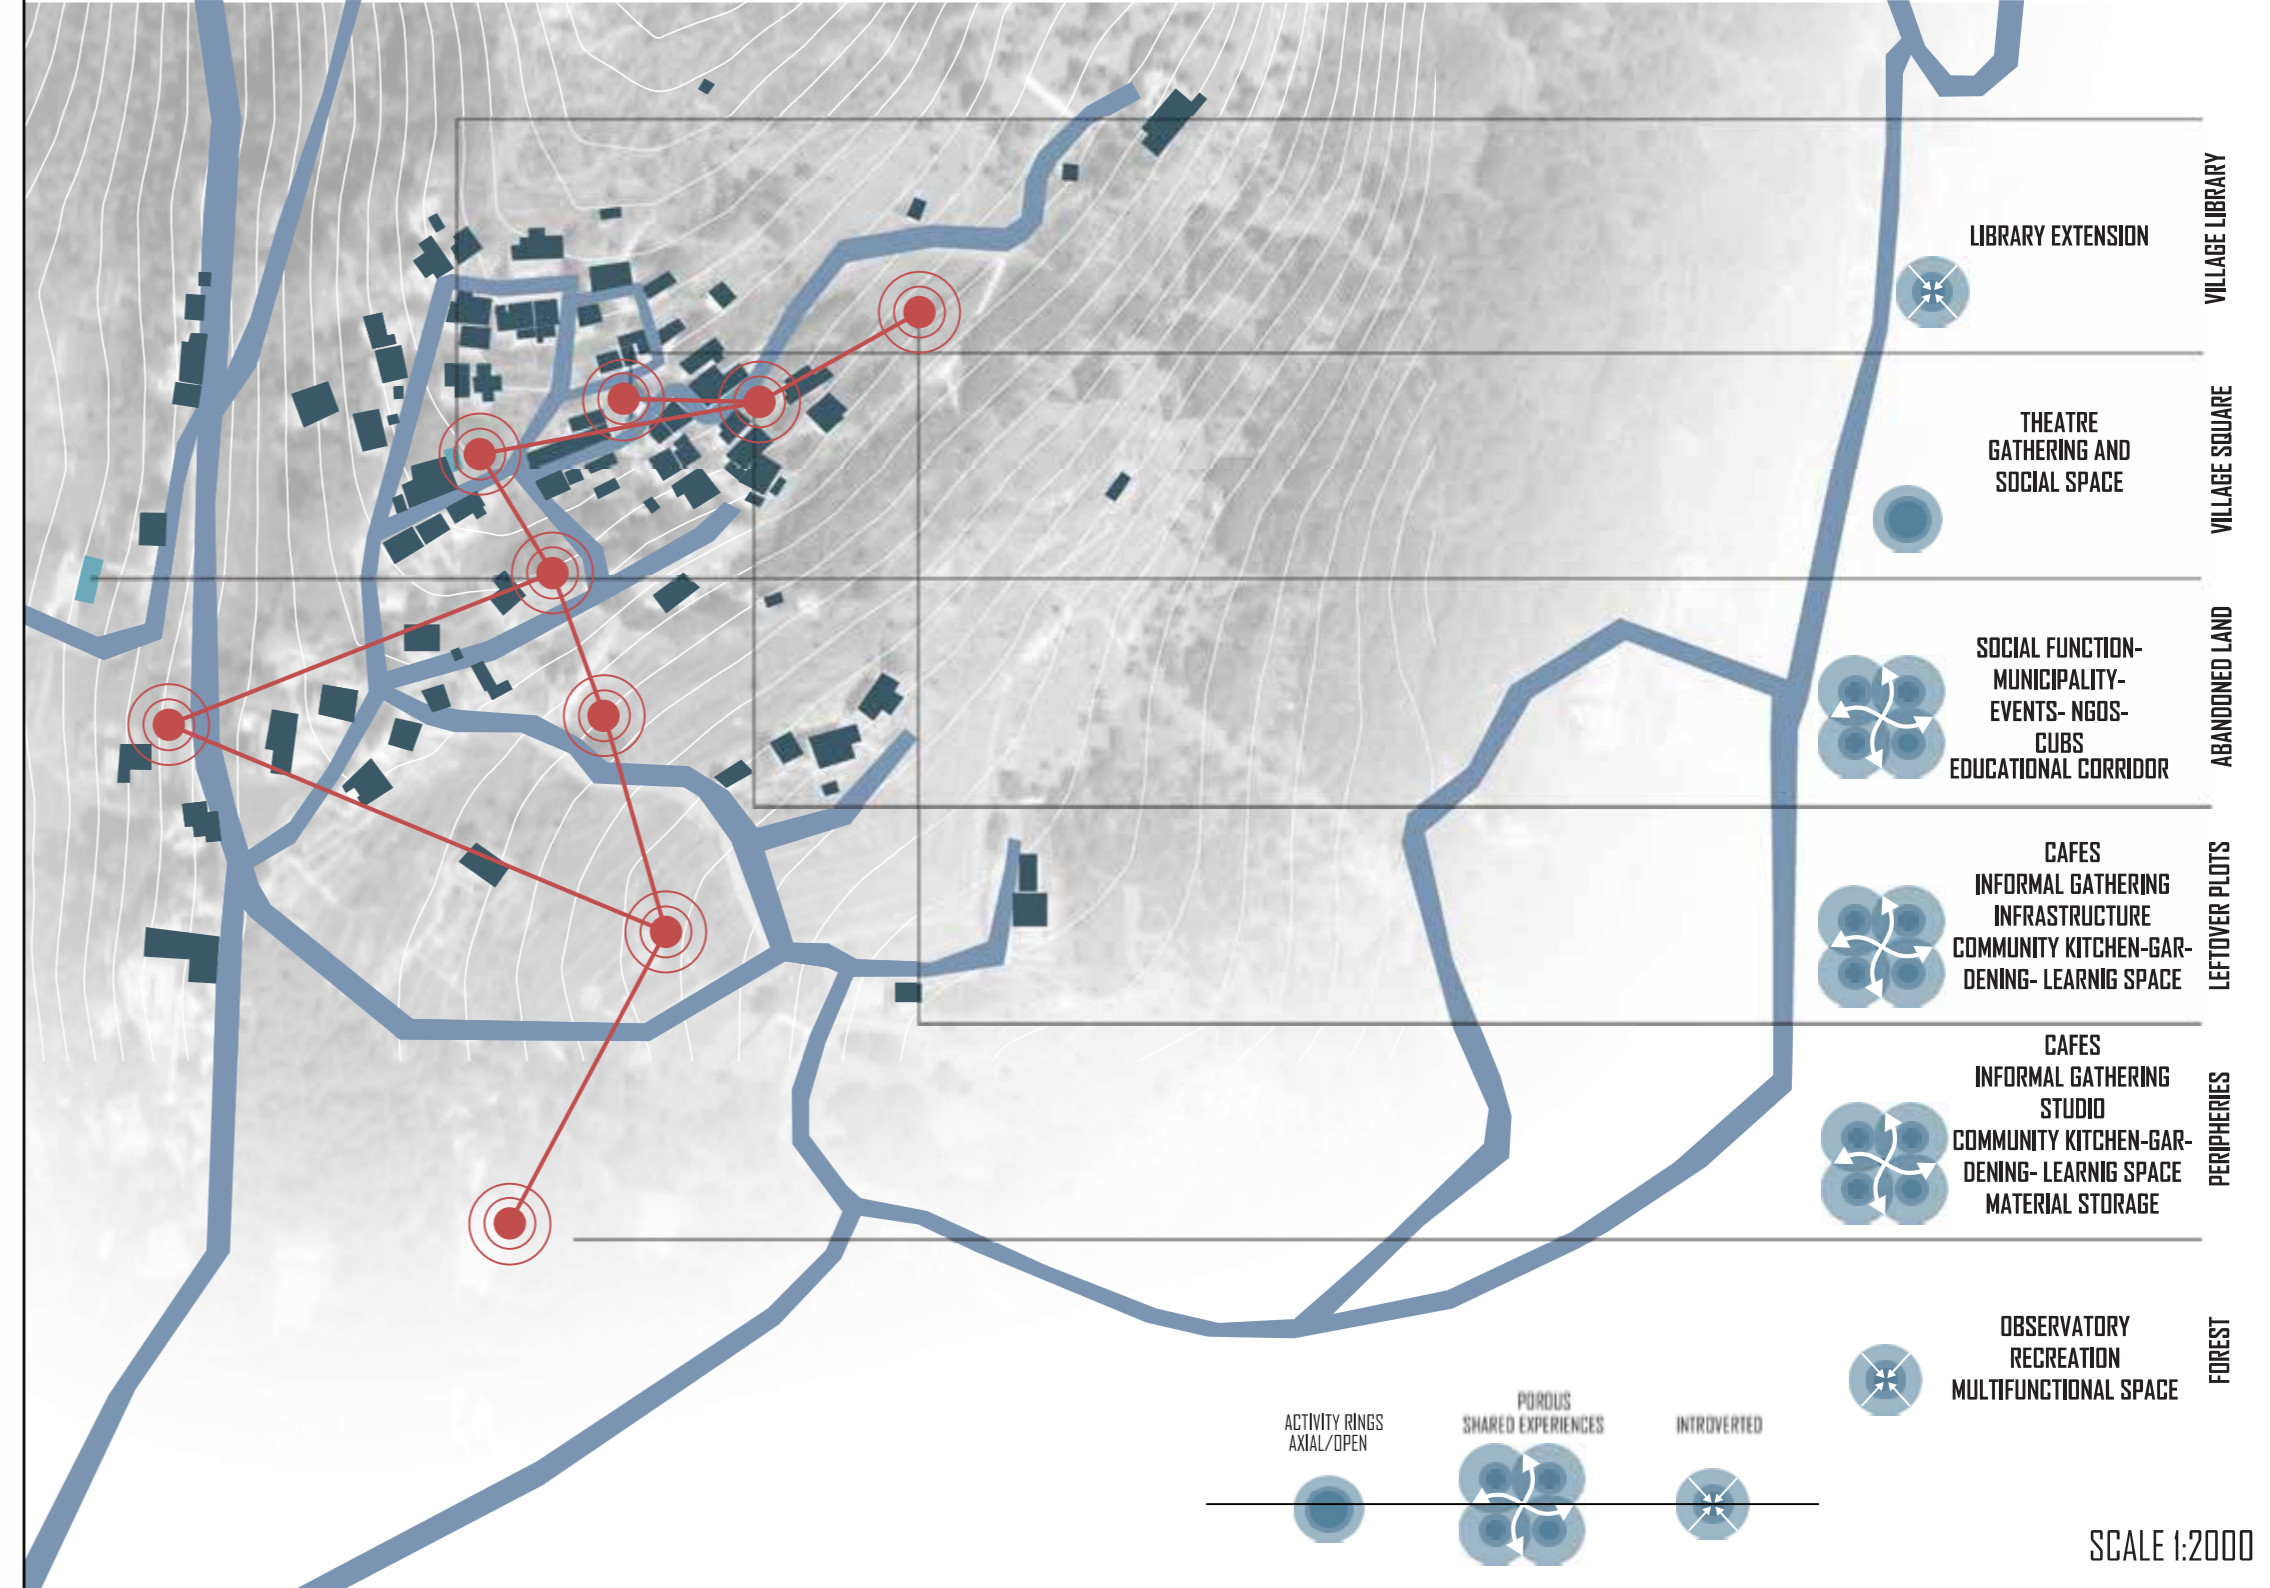 LIBRARY EXTENSION
VILLAGE LIBRARY
THEATRE
GATHERING AND
SOCIAL SPACE
VILLAGE SQUARE
SOCIAL FUNCTION-
MUNICIPALITY-
EVENTS- NGOS-
CUBS
EDUCATIONAL CORRIDOR
ABANDONED LAND
CAFES
INFORMAL GATHERING
INFRASTRUCTURE
COMMUNITY KITCHEN-GAR-
DENING- LEARNIG SPACE
LEFTOVER PLOTS
CAFES
INFORMAL GATHERING
STUDIO
COMMUNITY KITCHEN-GAR-
DENING- LEARNIG SPACE
MATERIAL STORAGE
PERIPHERIES
OBSERVATORY
RECREATION
MULTIFUNCTIONAL SPACE
FOREST
ACTIVITY RINGS
AXIAL/OPEN
POROUS
SHARED EXPERIENCES
INTROVERTED
SCALE 1:2000